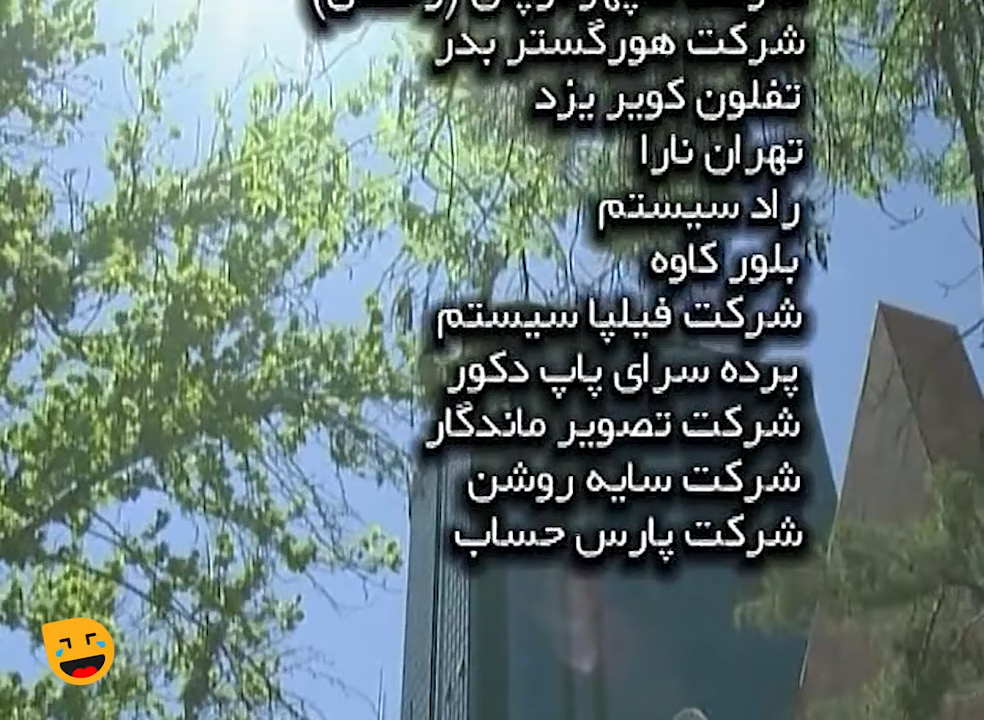 شرکت هورگستر بدر
تفلون کویر یزد
تهران نارا
راد سیستم
بلور کاوه
شرکت فیلپا سیستم
پرده سرای پاپ دکور
شرکت تصویر ماندگار
شرکت سایه روشن
شرکت پارس حساب